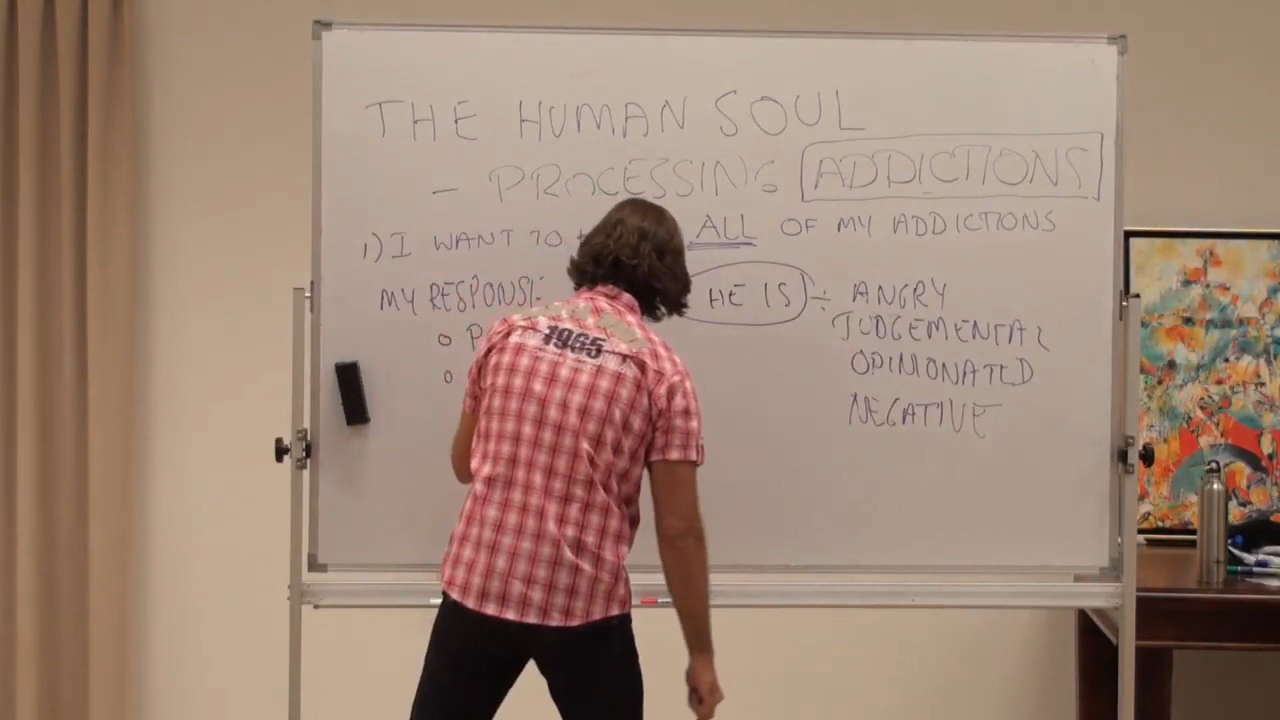 THE HUMAN SOUL
- PROCESSING ADDICTIONS
1) I WANT TO ALL OF MY ADDICTIONS
MY RESPONSE HE IS ÷ ANGRY
JUDGEMENTAL
OPINIONATED
NEGATIVE
1965